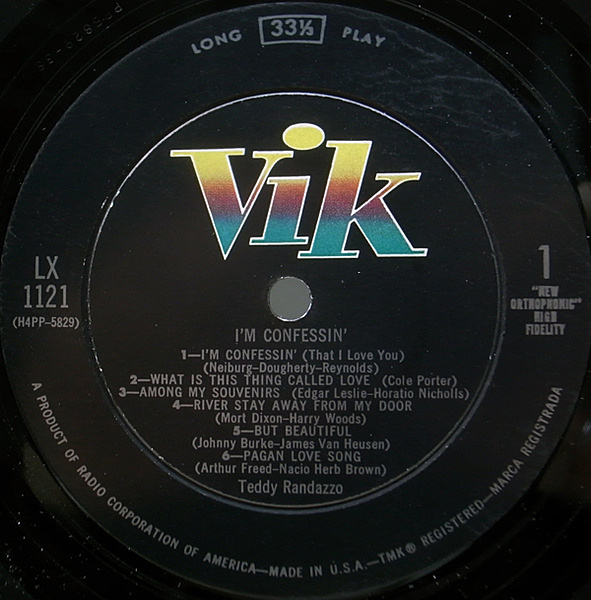 LONG 33⅓ PLAY
Vik
LX
1121
(H4PP-5829)
1
"NEW
ORTHOPHONIC"
HIGH
FIDELITY
I'M CONFESSIN'
1—I'M CONFESSIN' (That I Love You)
(Neiburg-Dougherty-Reynolds)
2—WHAT IS THIS THING CALLED LOVE (Cole Porter)
3—AMONG MY SOUVENIRS (Edgar Leslie-Horatio Nicholls)
4—RIVER STAY AWAY FROM MY DOOR
(Mort Dixon-Harry Woods)
5—BUT BEAUTIFUL
(Johnny Burke-James Van Heusen)
6—PAGAN LOVE SONG
(Arthur Freed-Nacio Herb Brown)
Teddy Randazzo
A PRODUCT OF RADIO CORPORATION OF AMERICA—MADE IN U.S.A.—TMK® REGISTERED—MARCA REGISTRADA